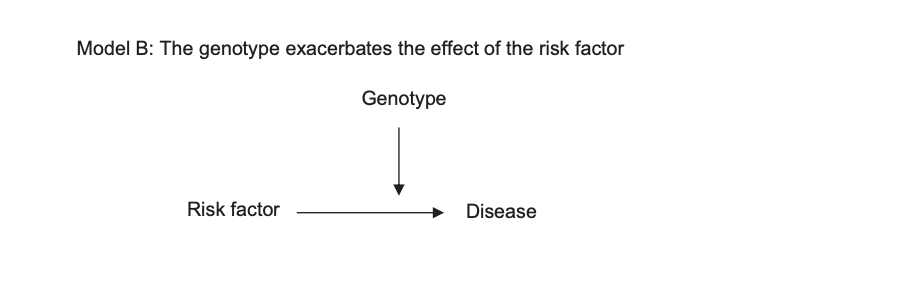 Model B: The genotype exacerbates the effect of the risk factor
Genotype
Risk factor
Disease